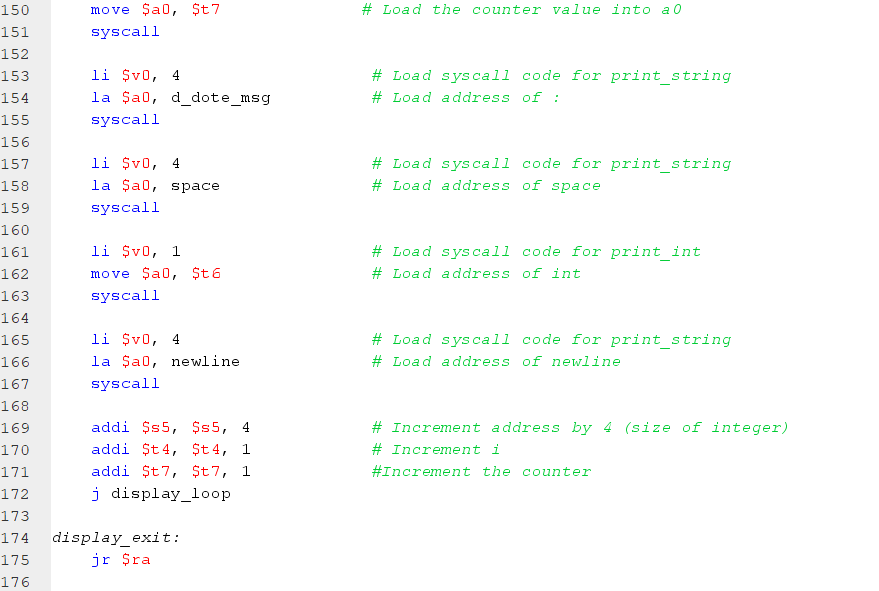 150 move $a0, $t7 # Load the counter value into a0
151 syscall
152
153 li $v0, 4 # Load syscall code for print_string
154 la $a0, d_dote_msg # Load address of :
155 syscall
156
157 li $v0, 4 # Load syscall code for print_string
158 la $a0, space # Load address of space
159 syscall
160
161 li $v0, 1 # Load syscall code for print_int
162 move $a0, $t6 # Load address of int
163 syscall
164
165 li $v0, 4 # Load syscall code for print_string
166 la $a0, newline # Load address of newline
167 syscall
168
169 addi $s5, $s5, 4 # Increment address by 4 (size of integer)
170 addi $t4, $t4, 1 # Increment i
171 addi $t7, $t7, 1 #Increment the counter
172 j display_loop
173
174 display_exit:
175 jr $ra
176